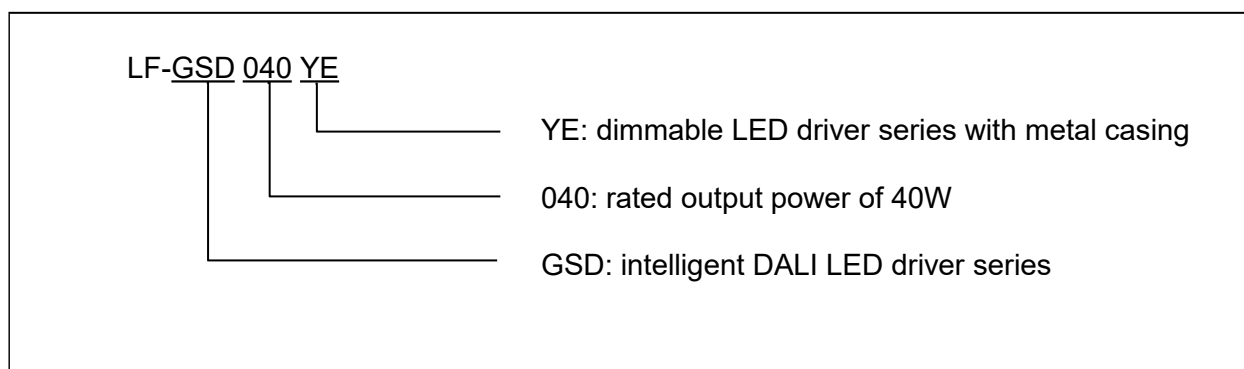 LF-GSD 040 YE
YE: dimmable LED driver series with metal casing
040: rated output power of 40W
GSD: intelligent DALI LED driver series